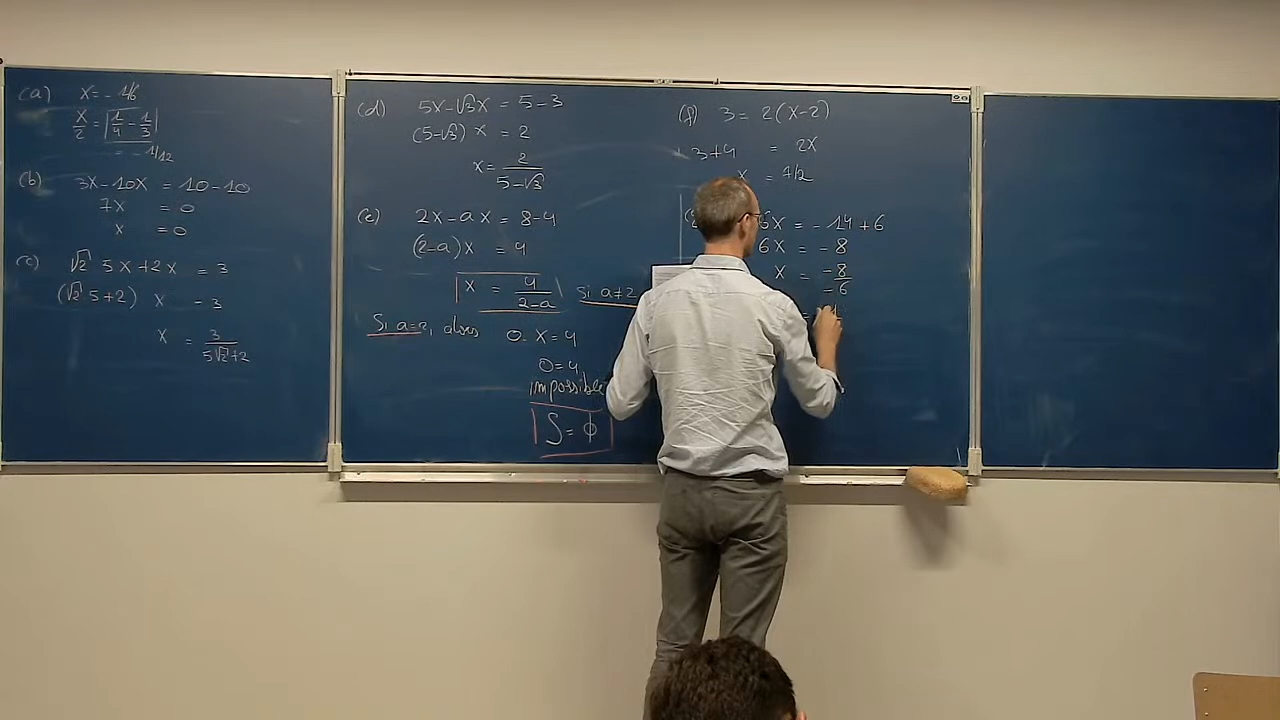 (a) x = - 1/6
x/2 = | 1/4 - 1/3 |
= - 1/12
(b) 3x - 10x = 10 - 10
7x = 0
x = 0
(c) √2 · 5x + 2x = 3
(√2 · 5 + 2) x = 3
x = 3/(5√2 + 2)
(d) 5x - √3x = 5 - 3
(5-√3) x = 2
x = 2/(5-√3)
(e) 2x - ax = 8 - 4
(2-a) x = 4
x = 4/(2-a) Si a≠2
Si a=2, alors 0 · x = 4
0 = 4
impossible
S = ϕ
(f) 3 = 2(x-2)
3+4 = 2x
x = 7/2
6x = - 14 + 6
6x = - 8
x = -8/-6
=